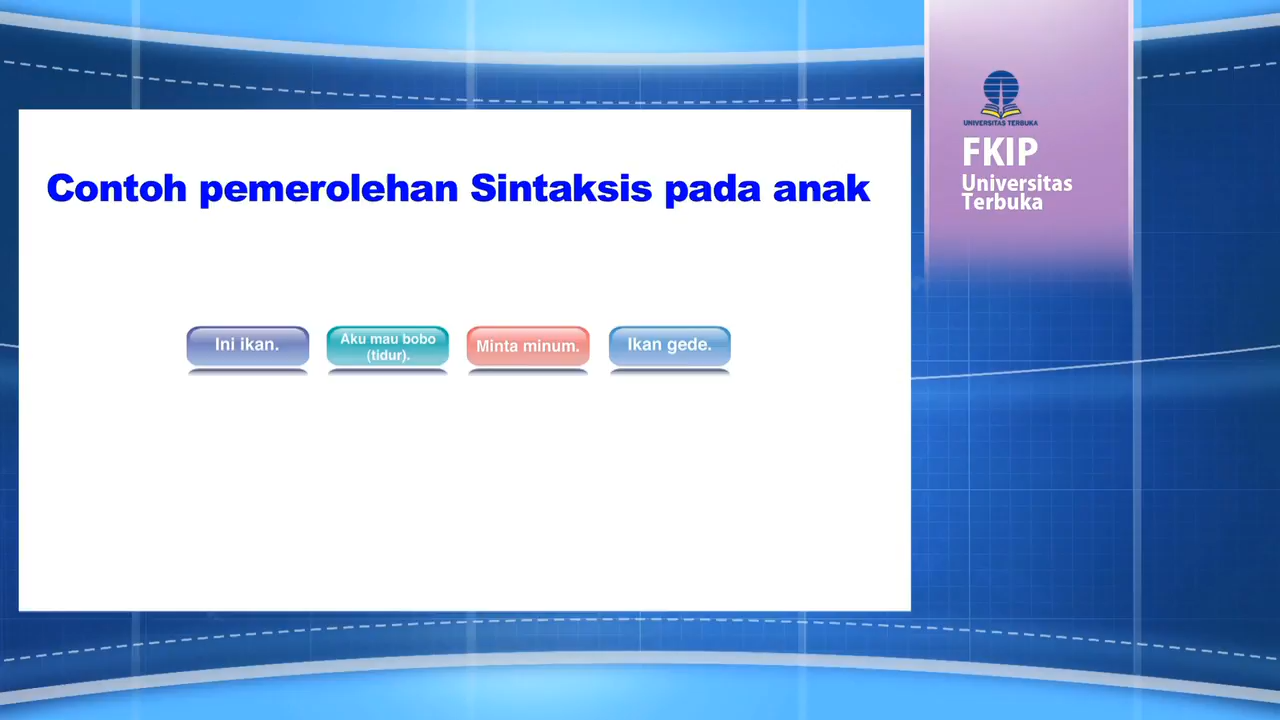 UNIVERSITAS TERBUKA
FKIP
Universitas
Terbuka
Contoh pemerolehan Sintaksis pada anak
Ini ikan.
Aku mau bobo
(tidur).
Minta minum.
Ikan gede.